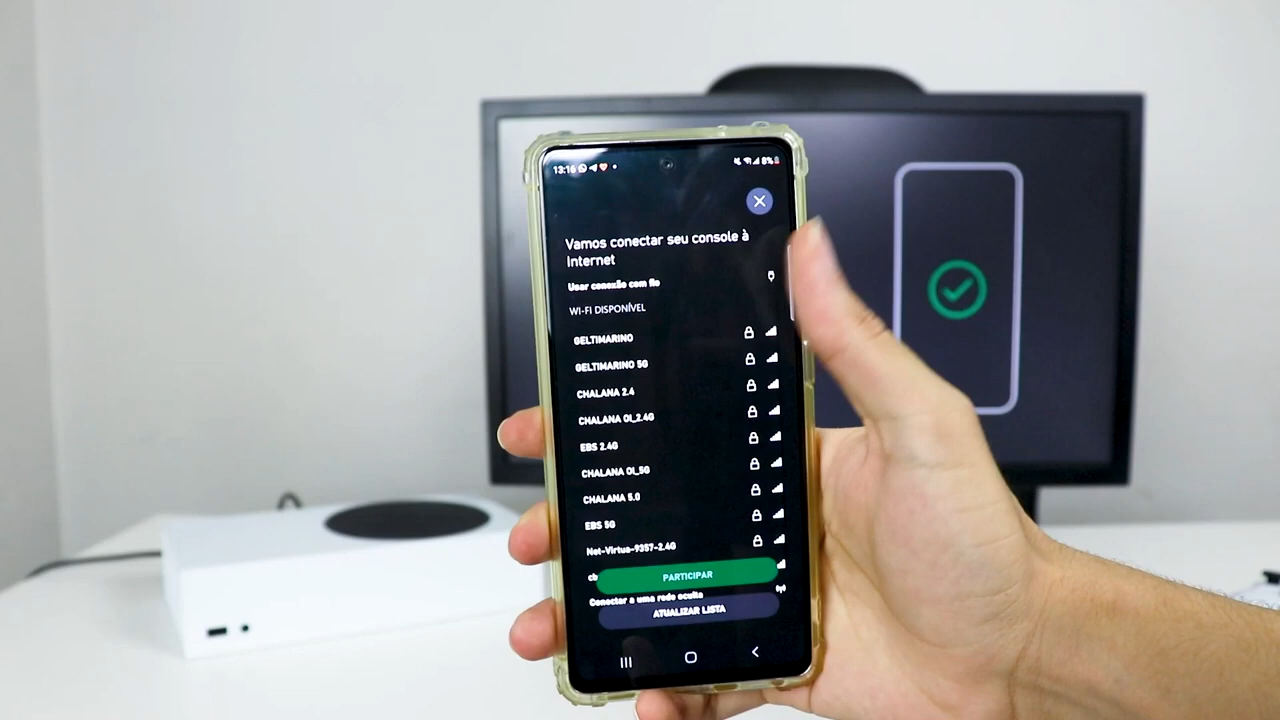 13:16
8%
Vamos conectar seu console à
Internet
Usar conexão com fio
WI-FI DISPONÍVEL
GELTIMARINO
GELTIMARINO 5G
CHALANA 2.4
CHALANA OI_2.4G
EBS 2.4G
CHALANA OI_5G
CHALANA 5.0
EBS 5G
Net-Virtua-9357-2.4G
cb
PARTICIPAR
Conectar a uma rede oculta
ATUALIZAR LISTA